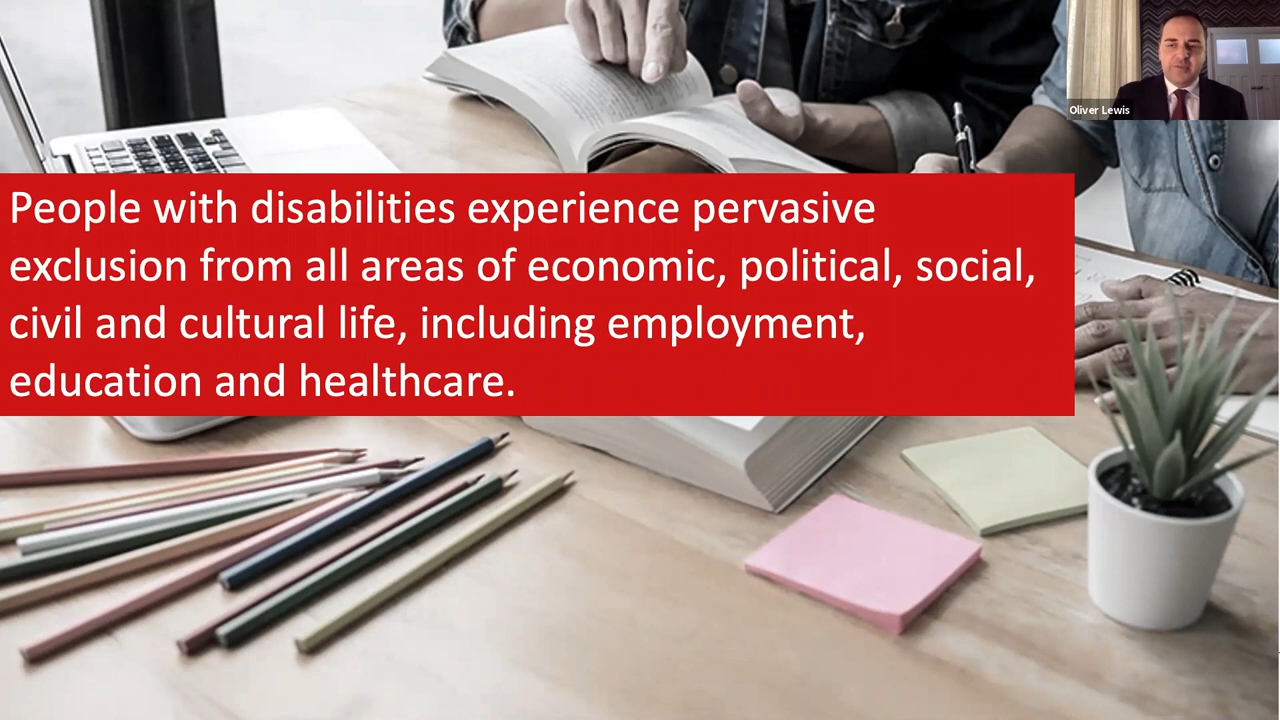 Oliver Lewis
People with disabilities experience pervasive
exclusion from all areas of economic, political, social,
civil and cultural life, including employment,
education and healthcare.